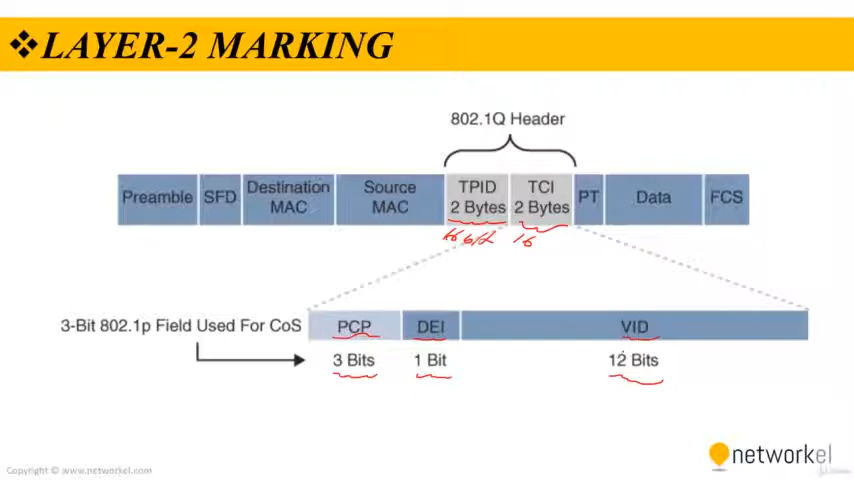 ❖LAYER-2 MARKING
802.1Q Header
Preamble
SFD
Destination
MAC
Source
MAC
TPID
2 Bytes
TCI
2 Bytes
PT
Data
FCS
16
3-Bit 802.1p Field Used For CoS
PCP
DEI
VID
3 Bits
1 Bit
12 Bits
networkel
Copyright © www.networkel.com